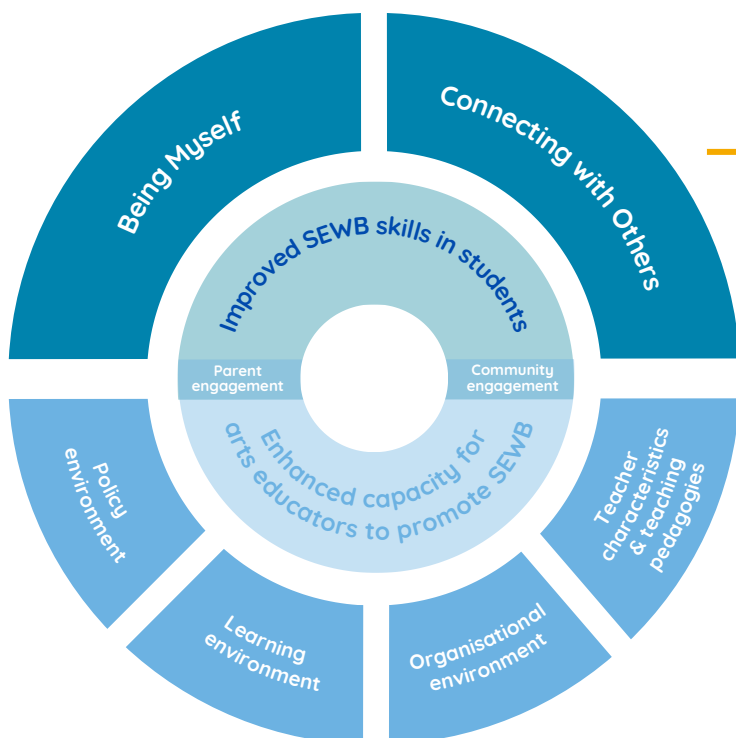 Being Myself
Connecting with Others
Improved SEWB skills in students
Parent
engagement
Community
engagement
Enhanced capacity for
arts educators to promote SEWB
Policy
environment
Learning
environment
Organisational
environment
Teacher
characteristics
& teaching
pedagogies